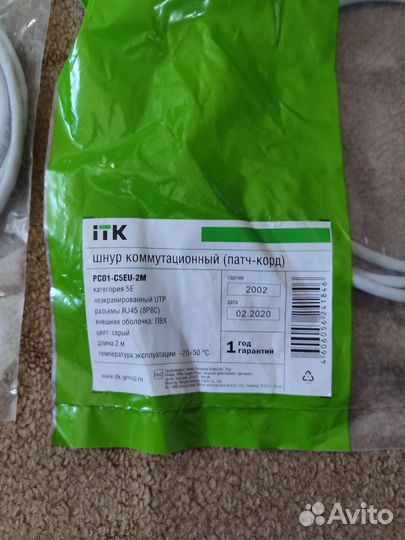 iTK
шнур коммутационный (патч-корд)
PC01-C5EU-2M
категория 5Е
неэкранированный UTP
разъемы RJ45 (8P8C)
внешняя оболочка: ПВХ
цвет: серый
длина 2 м
температура эксплуатации −20+50 °С
www.itk-group.ru
партия
2002
дата
02.2020
1 год
гарантии
4606056241846
Avito